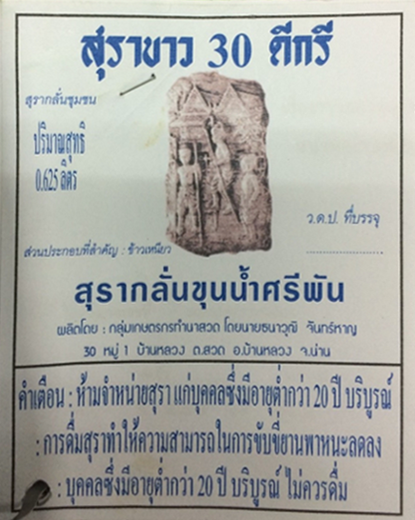 สุราขาว 30 ดีกรี
สุรากลั่นชุมชน
ปริมาณสุทธิ
0.625 ลิตร
ว.ด.ป. ที่บรรจุ
ส่วนประกอบที่สำคัญ : ข้าวเหนียว
สุรากลั่นขุนน้ำศรีพัน
ผลิตโดย : กลุ่มเกษตรกรทำนาสวด โดยนายธนาวุฒิ จันทร์หาญ
30 หมู่ 1 บ้านหลวง ต.สวด อ.บ้านหลวง จ.น่าน
คำเตือน : ห้ามจำหน่ายสุรา แก่บุคคลซึ่งมีอายุต่ำกว่า 20 ปี บริบูรณ์
: การดื่มสุราทำให้ความสามารถในการขับขี่ยานพาหนะลดลง
: บุคคลซึ่งมีอายุต่ำกว่า 20 ปี บริบูรณ์ ไม่ควรดื่ม